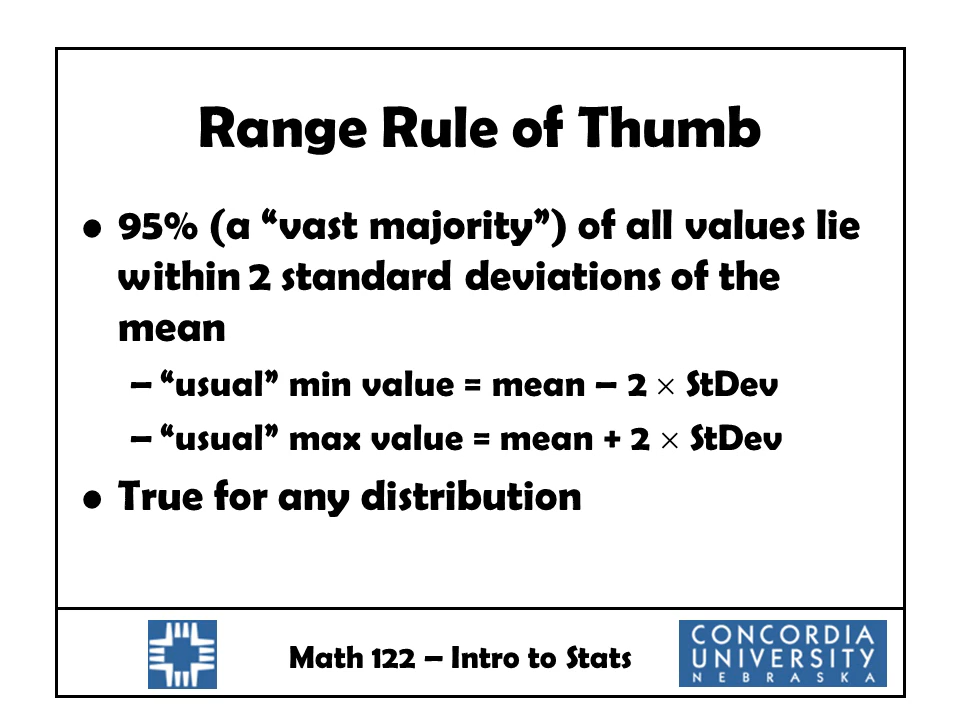 Range Rule of Thumb
● 95% (a “vast majority”) of all values lie
within 2 standard deviations of the
mean
– “usual” min value = mean – 2 × StDev
– “usual” max value = mean + 2 × StDev
● True for any distribution
Math 122 – Intro to Stats
CONCORDIA
UNIVERSITY
NEBRASKA